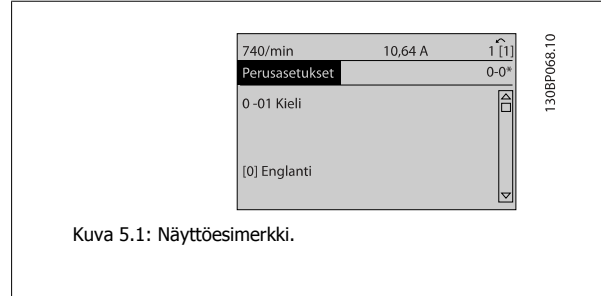 740/min 10,64 A 1 [1]
Perusasetukset 0-0*
0 -01 Kieli
[0] Englanti
130BP068.10
Kuva 5.1: Näyttöesimerkki.